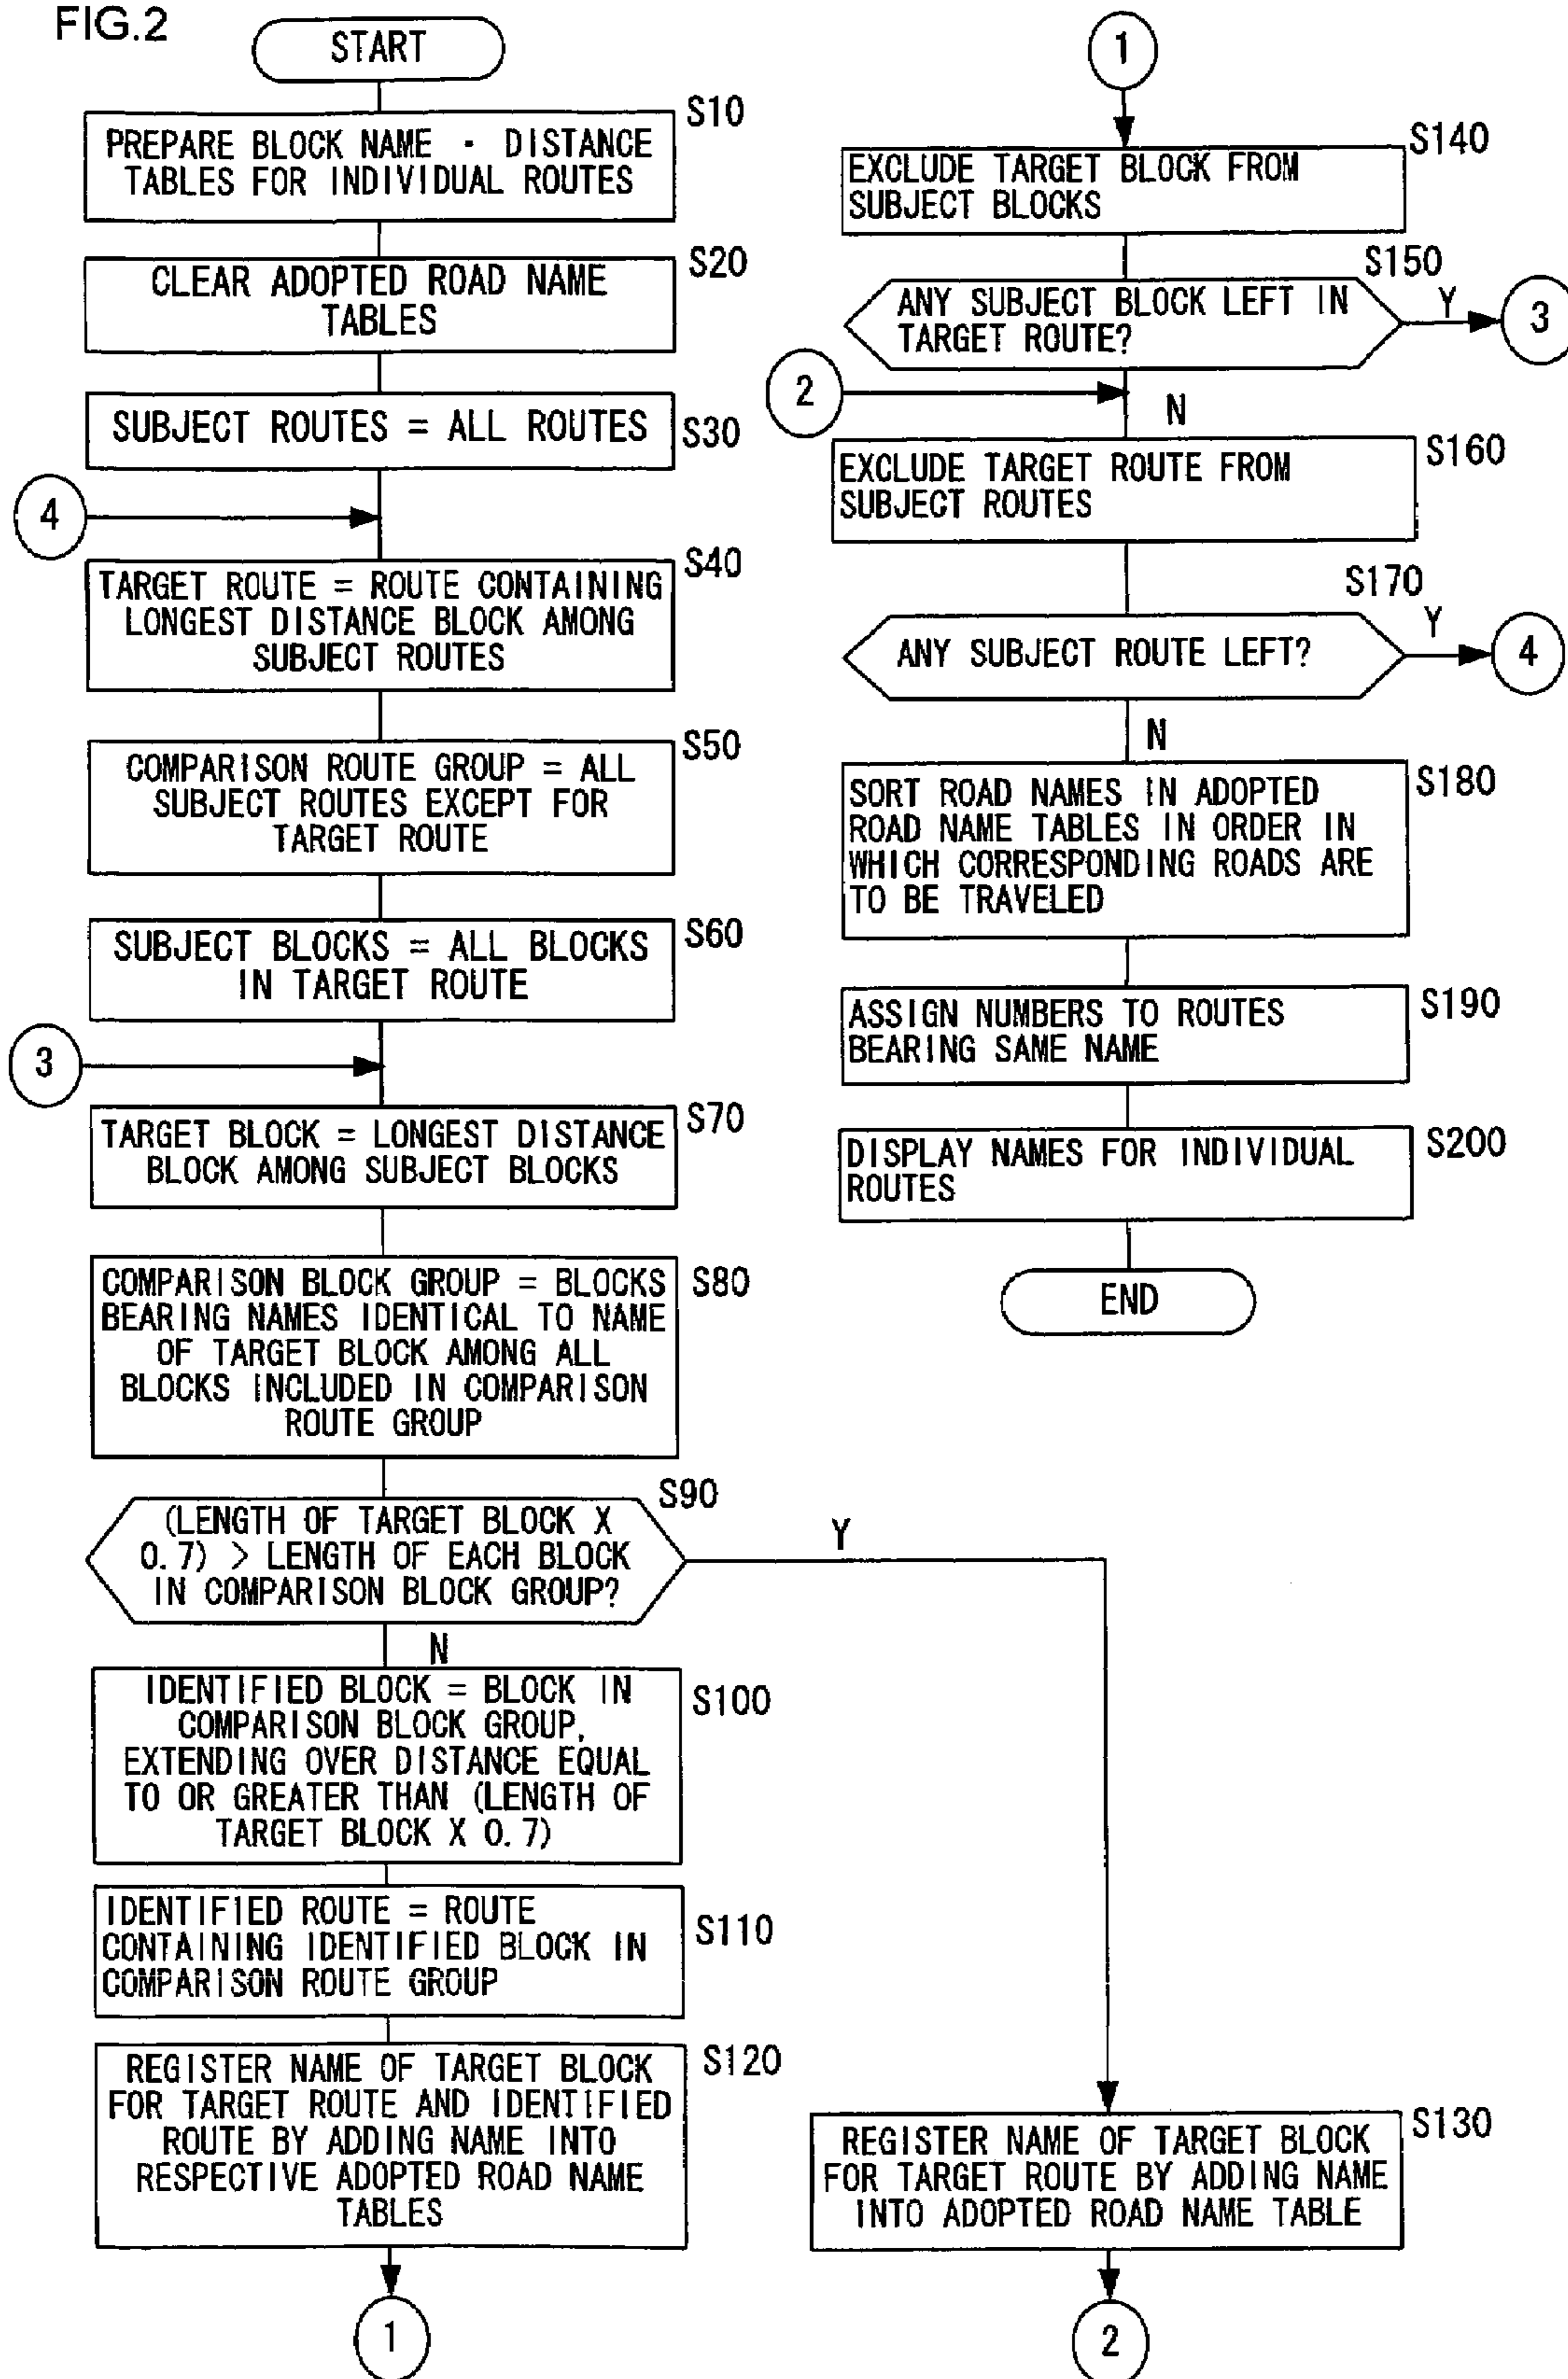 FIG.2
START
S10
PREPARE BLOCK NAME - DISTANCE
TABLES FOR INDIVIDUAL ROUTES
S20
CLEAR ADOPTED ROAD NAME
TABLES
SUBJECT ROUTES = ALL ROUTES
S30
4
S40
TARGET ROUTE = ROUTE CONTAINING
LONGEST DISTANCE BLOCK AMONG
SUBJECT ROUTES
S50
COMPARISON ROUTE GROUP = ALL
SUBJECT ROUTES EXCEPT FOR
TARGET ROUTE
S60
SUBJECT BLOCKS = ALL BLOCKS
IN TARGET ROUTE
3
S70
TARGET BLOCK = LONGEST DISTANCE
BLOCK AMONG SUBJECT BLOCKS
S80
COMPARISON BLOCK GROUP = BLOCKS
BEARING NAMES IDENTICAL TO NAME
OF TARGET BLOCK AMONG ALL
BLOCKS INCLUDED IN COMPARISON
ROUTE GROUP
S90
(LENGTH OF TARGET BLOCK X
0.7) > LENGTH OF EACH BLOCK
IN COMPARISON BLOCK GROUP?
Y
N
S100
IDENTIFIED BLOCK = BLOCK IN
COMPARISON BLOCK GROUP,
EXTENDING OVER DISTANCE EQUAL
TO OR GREATER THAN (LENGTH OF
TARGET BLOCK X 0.7)
S110
IDENTIFIED ROUTE = ROUTE
CONTAINING IDENTIFIED BLOCK IN
COMPARISON ROUTE GROUP
S120
REGISTER NAME OF TARGET BLOCK
FOR TARGET ROUTE AND IDENTIFIED
ROUTE BY ADDING NAME INTO
RESPECTIVE ADOPTED ROAD NAME
TABLES
1
S130
REGISTER NAME OF TARGET BLOCK
FOR TARGET ROUTE BY ADDING NAME
INTO ADOPTED ROAD NAME TABLE
2
1
S140
EXCLUDE TARGET BLOCK FROM
SUBJECT BLOCKS
S150
ANY SUBJECT BLOCK LEFT IN
TARGET ROUTE?
Y
3
2
N
S160
EXCLUDE TARGET ROUTE FROM
SUBJECT ROUTES
S170
ANY SUBJECT ROUTE LEFT?
Y
4
N
S180
SORT ROAD NAMES IN ADOPTED
ROAD NAME TABLES IN ORDER IN
WHICH CORRESPONDING ROADS ARE
TO BE TRAVELED
S190
ASSIGN NUMBERS TO ROUTES
BEARING SAME NAME
S200
DISPLAY NAMES FOR INDIVIDUAL
ROUTES
END